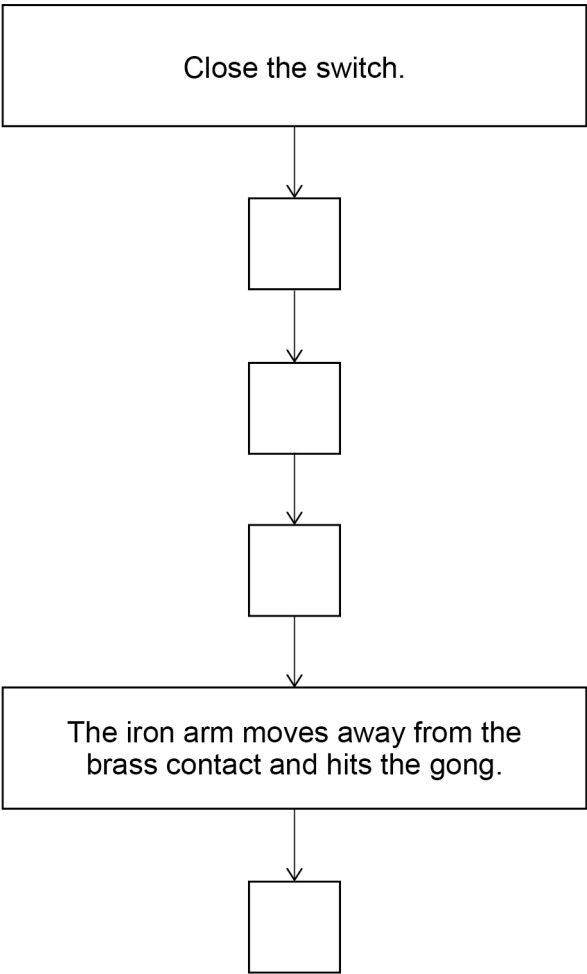 Close the switch.
The iron arm moves away from the
brass contact and hits the gong.